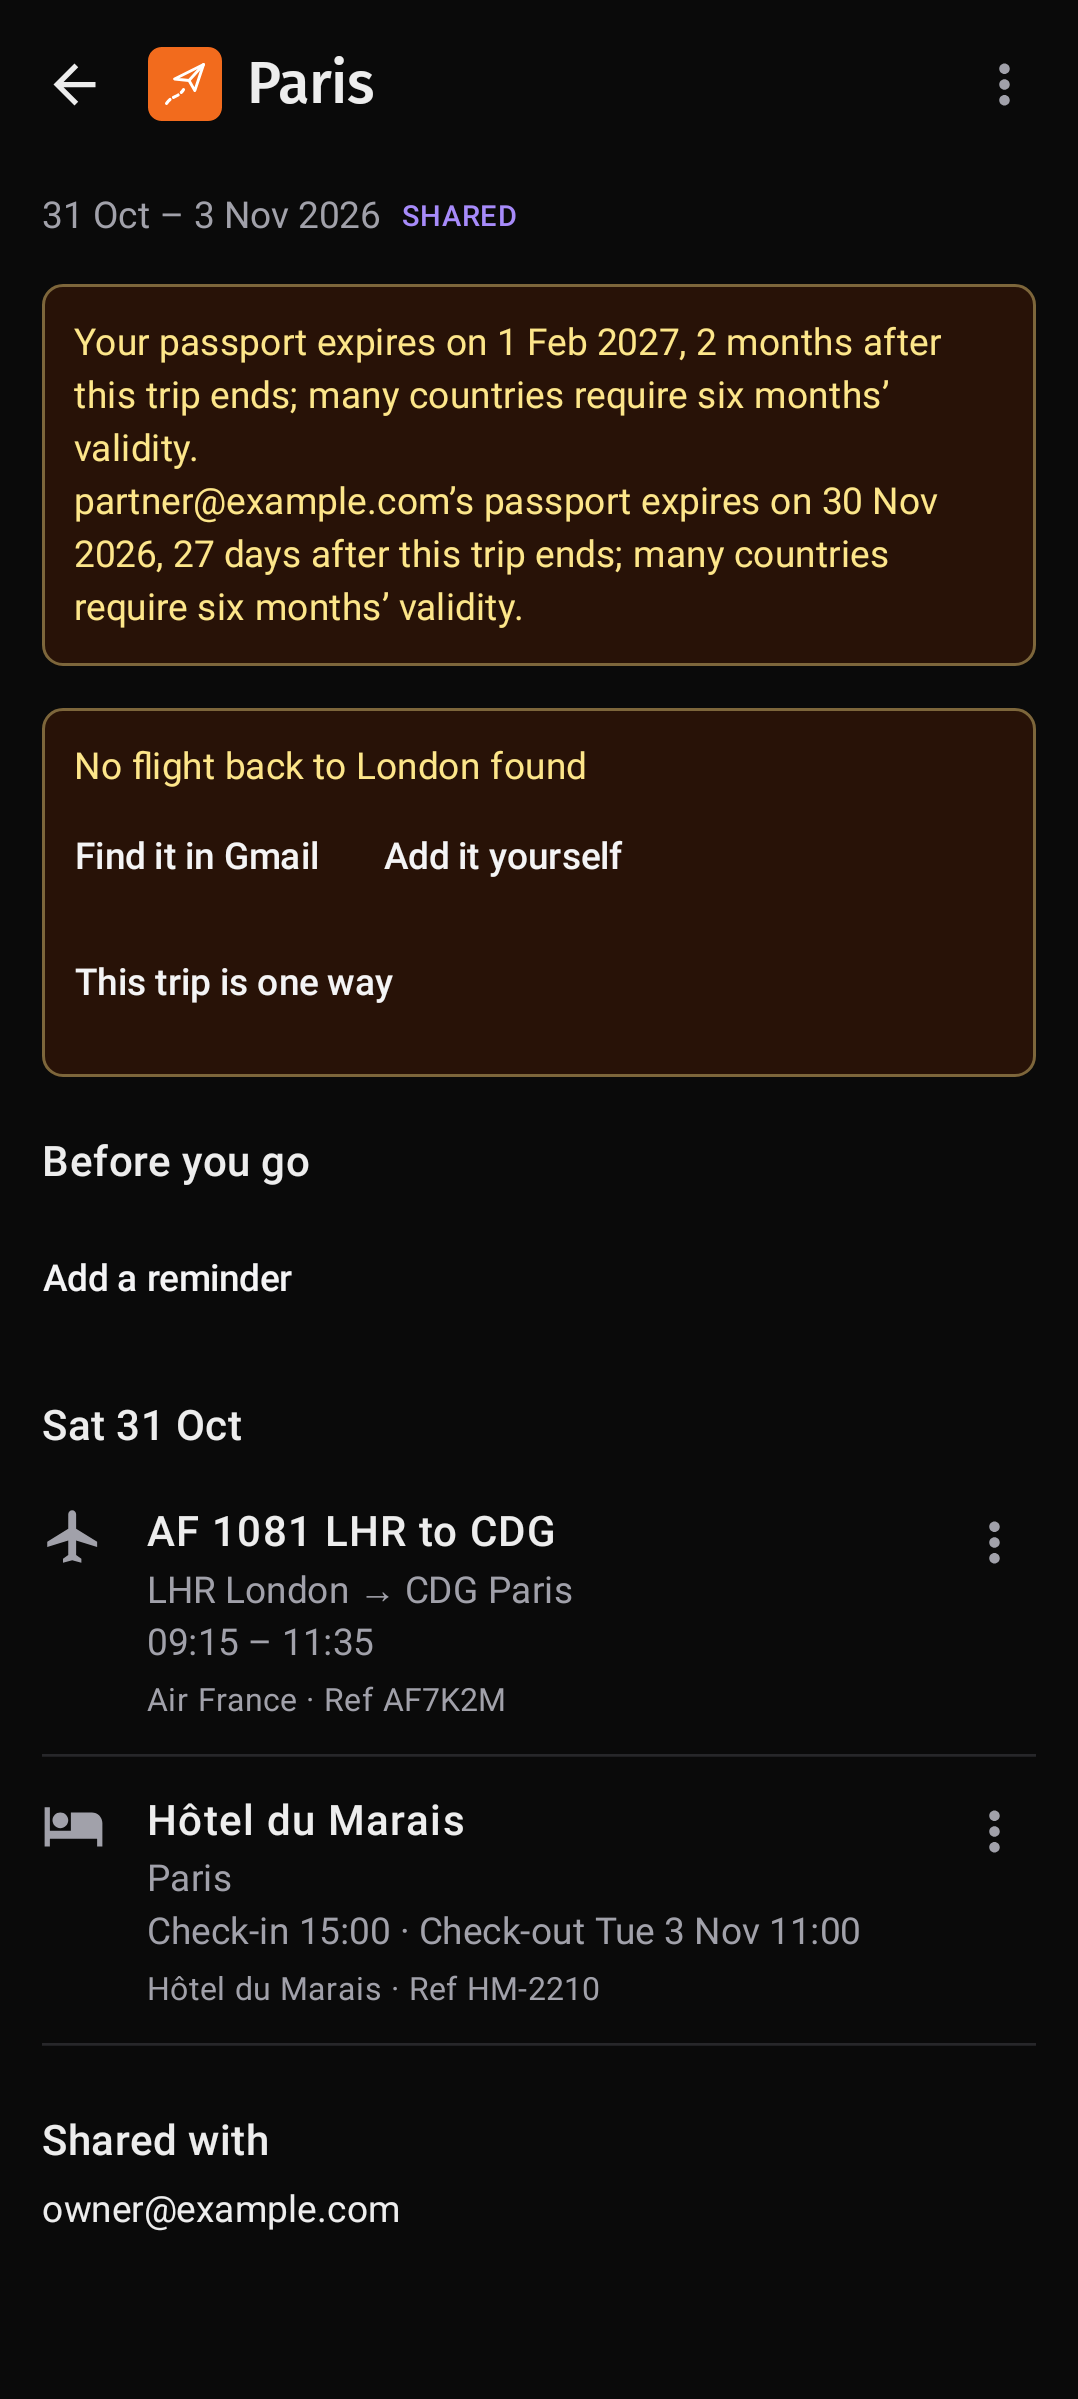 Paris
31 Oct – 3 Nov 2026 SHARED
Your passport expires on 1 Feb 2027, 2 months after
this trip ends; many countries require six months’
validity.
partner@example.com’s passport expires on 30 Nov
2026, 27 days after this trip ends; many countries
require six months’ validity.
No flight back to London found
Find it in Gmail Add it yourself
This trip is one way
Before you go
Add a reminder
Sat 31 Oct
AF 1081 LHR to CDG
LHR London → CDG Paris
09:15 – 11:35
Air France · Ref AF7K2M
Hôtel du Marais
Paris
Check-in 15:00 · Check-out Tue 3 Nov 11:00
Hôtel du Marais · Ref HM-2210
Shared with
owner@example.com